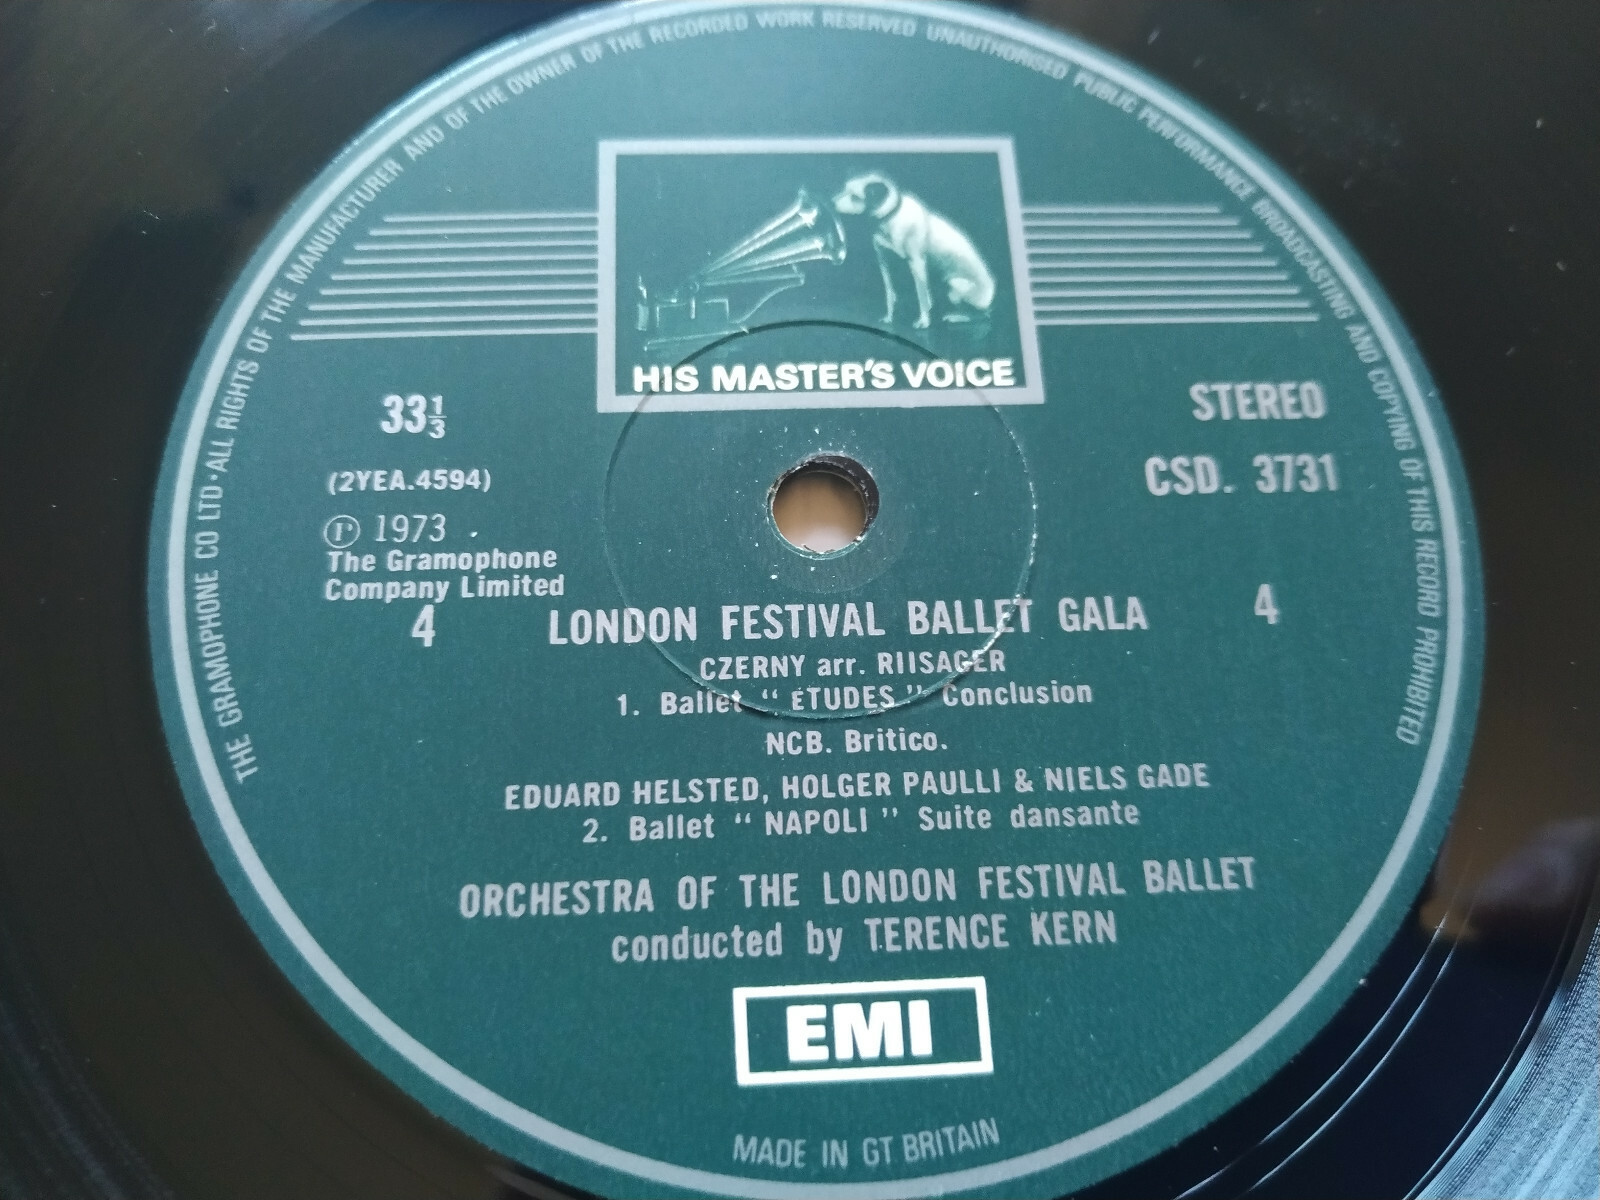 THE GRAMOPHONE CO LTD · ALL RIGHTS OF THE MANUFACTURER AND OF THE OWNER OF THE RECORDED WORK RESERVED UNAUTHORISED PUBLIC PERFORMANCE BROADCASTING AND COPYING OF THIS RECORD PROHIBITED
HIS MASTER'S VOICE
33⅓
STEREO
(2YEA.4594)
CSD. 3731
Ⓟ 1973 .
The Gramophone
Company Limited
4 LONDON FESTIVAL BALLET GALA 4
CZERNY arr. RIISAGER
1. Ballet “ ÉTUDES ” Conclusion
NCB. Britico.
EDUARD HELSTED, HOLGER PAULLI & NIELS GADE
2. Ballet “ NAPOLI ” Suite dansante
ORCHESTRA OF THE LONDON FESTIVAL BALLET
conducted by TERENCE KERN
EMI
MADE IN GT BRITAIN